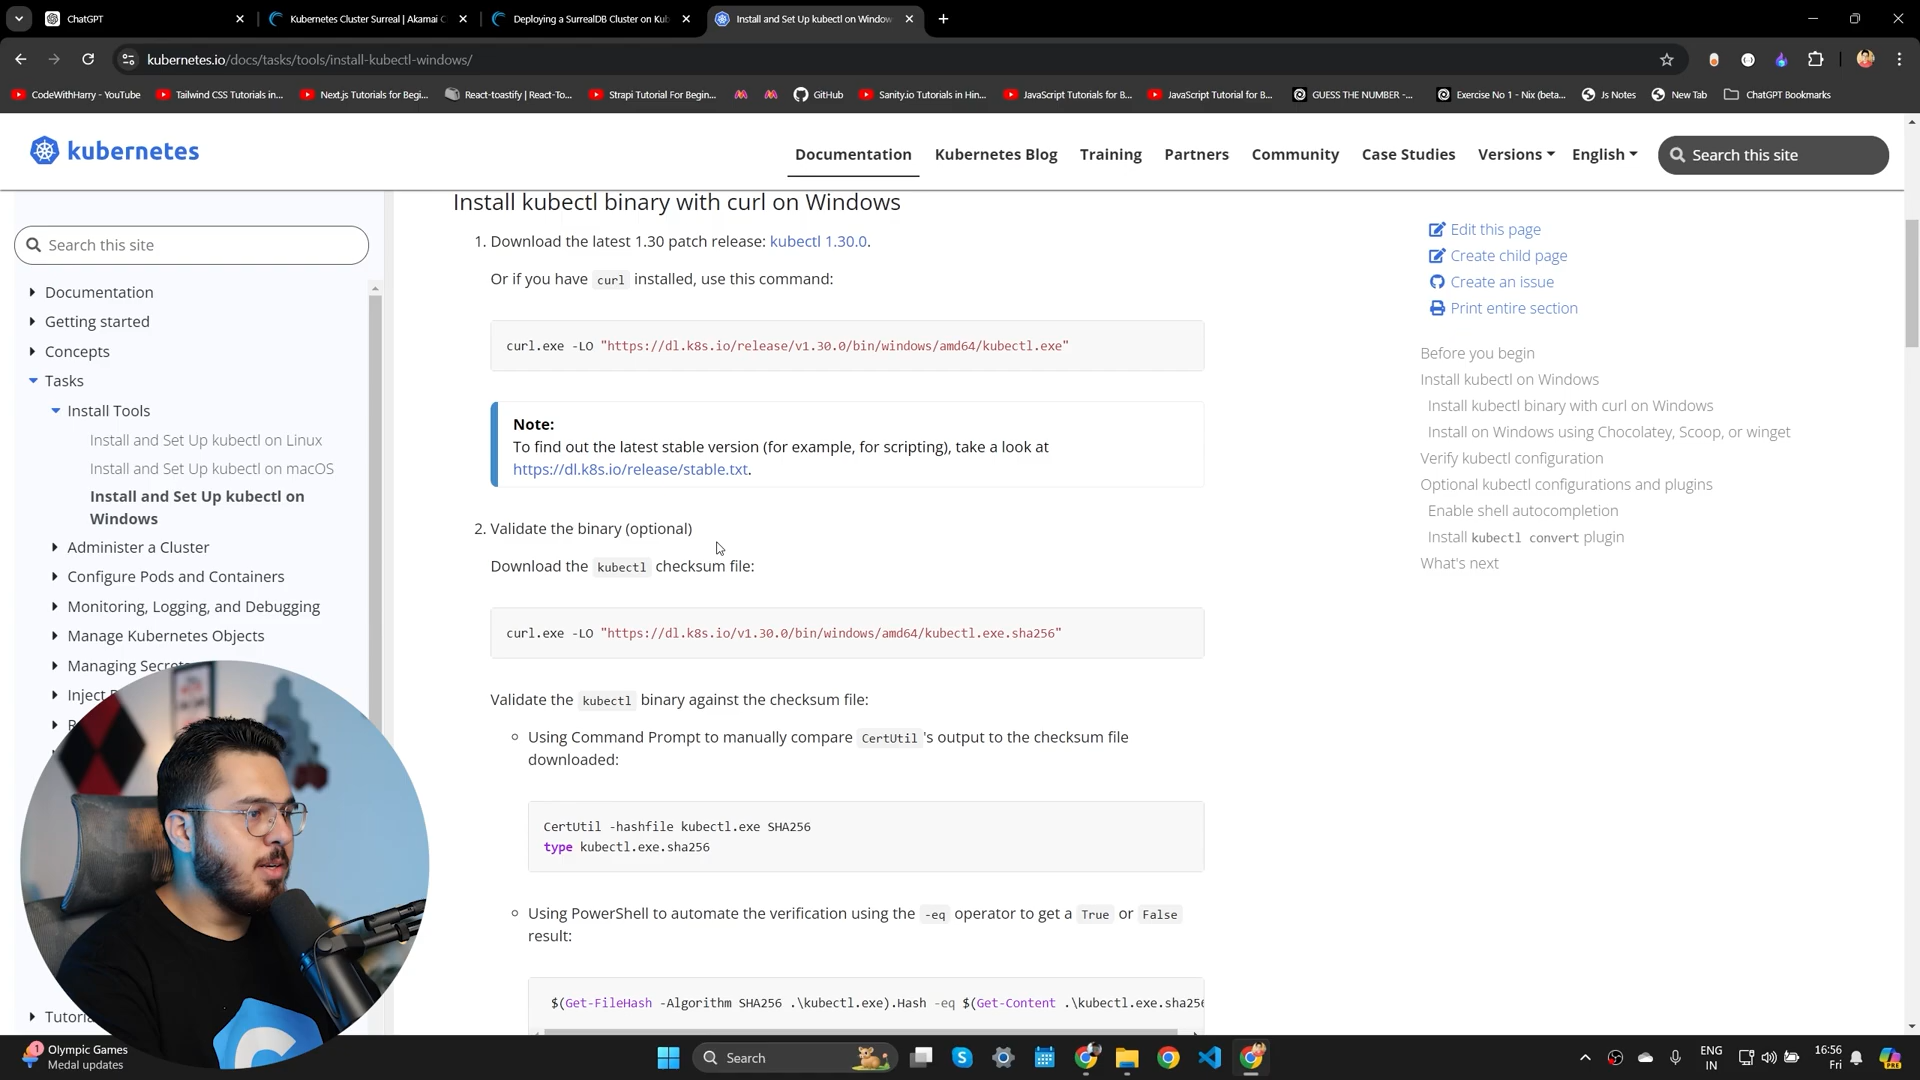 ChatGPT
Kubernetes Cluster Surreal | Akamai C
Deploying a SurrealDB Cluster on Kub
Install and Set Up kubectl on Window
kubernetes.io/docs/tasks/tools/install-kubectl-windows/
CodeWithHarry - YouTube
Tailwind CSS Tutorials in...
Next.js Tutorials for Begi...
React-toastify | React-To...
Strapi Tutorial For Begin...
GitHub
Sanity.io Tutorials in Hin...
JavaScript Tutorials for B...
JavaScript Tutorial for B...
GUESS THE NUMBER -...
Exercise No 1 - Nix (beta...
Js Notes
New Tab
ChatGPT Bookmarks
kubernetes
Documentation
Kubernetes Blog
Training
Partners
Community
Case Studies
Versions
English
Search this site
Search this site
Documentation
Getting started
Concepts
Tasks
Install Tools
Install and Set Up kubectl on Linux
Install and Set Up kubectl on macOS
Install and Set Up kubectl on
Windows
Administer a Cluster
Configure Pods and Containers
Monitoring, Logging, and Debugging
Manage Kubernetes Objects
Managing Secrets
Inject
Tutoria
Install kubectl binary with curl on Windows
1. Download the latest 1.30 patch release: kubectl 1.30.0.
Or if you have curl installed, use this command:
curl.exe -LO "https://dl.k8s.io/release/v1.30.0/bin/windows/amd64/kubectl.exe"
Note:
To find out the latest stable version (for example, for scripting), take a look at
https://dl.k8s.io/release/stable.txt.
2. Validate the binary (optional)
Download the kubectl checksum file:
curl.exe -LO "https://dl.k8s.io/v1.30.0/bin/windows/amd64/kubectl.exe.sha256"
Validate the kubectl binary against the checksum file:
Using Command Prompt to manually compare CertUtil's output to the checksum file
downloaded:
CertUtil -hashfile kubectl.exe SHA256
type kubectl.exe.sha256
Using PowerShell to automate the verification using the -eq operator to get a True or False
result:
$(Get-FileHash -Algorithm SHA256 .\kubectl.exe).Hash -eq $(Get-Content .\kubectl.exe.sha256
Edit this page
Create child page
Create an issue
Print entire section
Before you begin
Install kubectl on Windows
Install kubectl binary with curl on Windows
Install on Windows using Chocolatey, Scoop, or winget
Verify kubectl configuration
Optional kubectl configurations and plugins
Enable shell autocompletion
Install kubectl convert plugin
What's next
1
Olympic Games
Medal updates
Search
ENG
IN
16:56
Fri
PRE